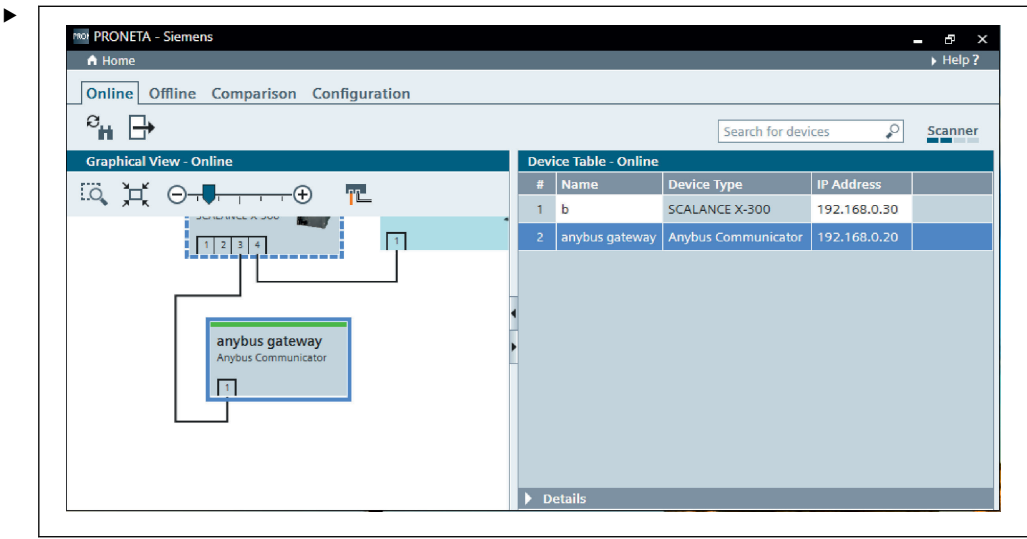 PRONETA - Siemens
Home
Help ?
Online Offline Comparison Configuration
Search for devices
Scanner
Graphical View - Online
SCALANCE X-300
1 2 3 4
1
anybus gateway
Anybus Communicator
1
Device Table - Online
# Name Device Type IP Address
1 b SCALANCE X-300 192.168.0.30
2 anybus gateway Anybus Communicator 192.168.0.20
Details